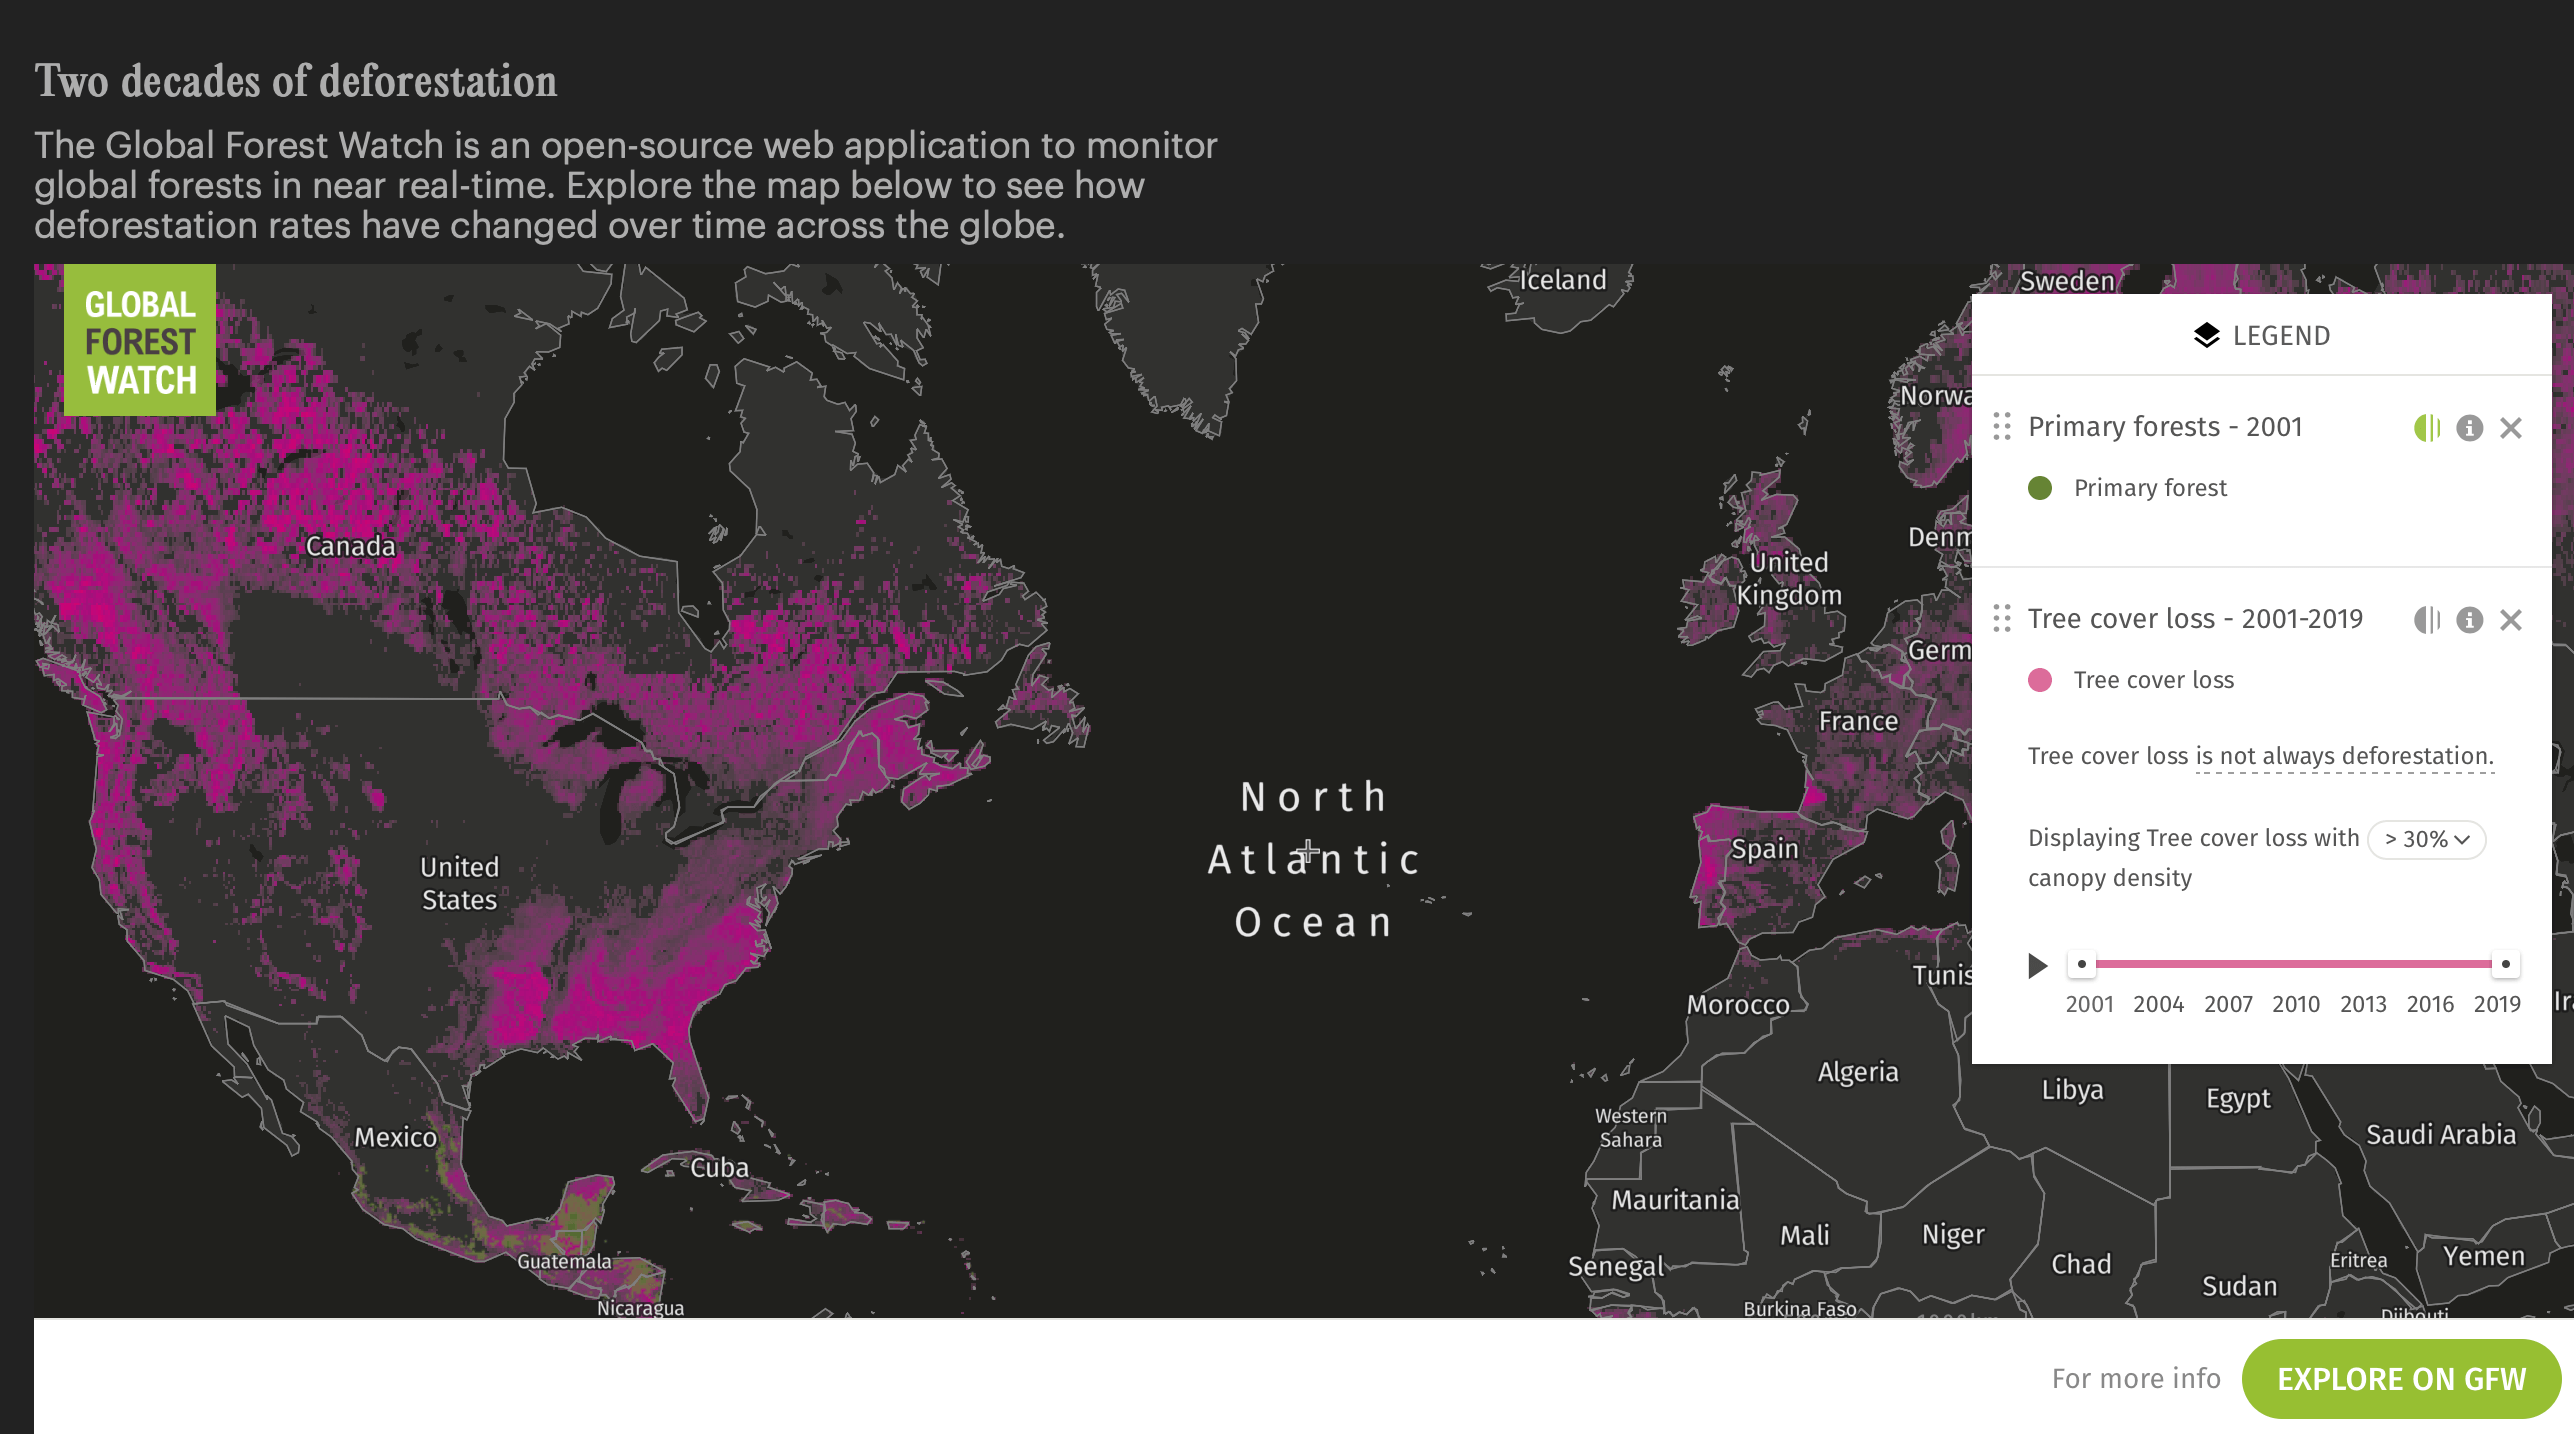 Two decades of deforestation
The Global Forest Watch is an open-source web application to monitor
global forests in near real-time. Explore the map below to see how
deforestation rates have changed over time across the globe.
GLOBAL
FOREST
WATCH
Iceland
Sweden
Norwa
Denm
United
Kingdom
Germ
France
Spain
Canada
United
States
North
Atlantic
Ocean
Mexico
Cuba
Guatemala
Nicaragua
Morocco
Tunis
Algeria
Libya
Egypt
Saudi Arabia
Western
Sahara
Mauritania
Mali
Niger
Chad
Sudan
Eritrea
Yemen
Senegal
Burkina Faso
Djibouti
Ira
LEGEND
Primary forests - 2001
Primary forest
Tree cover loss - 2001-2019
Tree cover loss
Tree cover loss is not always deforestation.
Displaying Tree cover loss with > 30%
canopy density
2001 2004 2007 2010 2013 2016 2019
For more info EXPLORE ON GFW